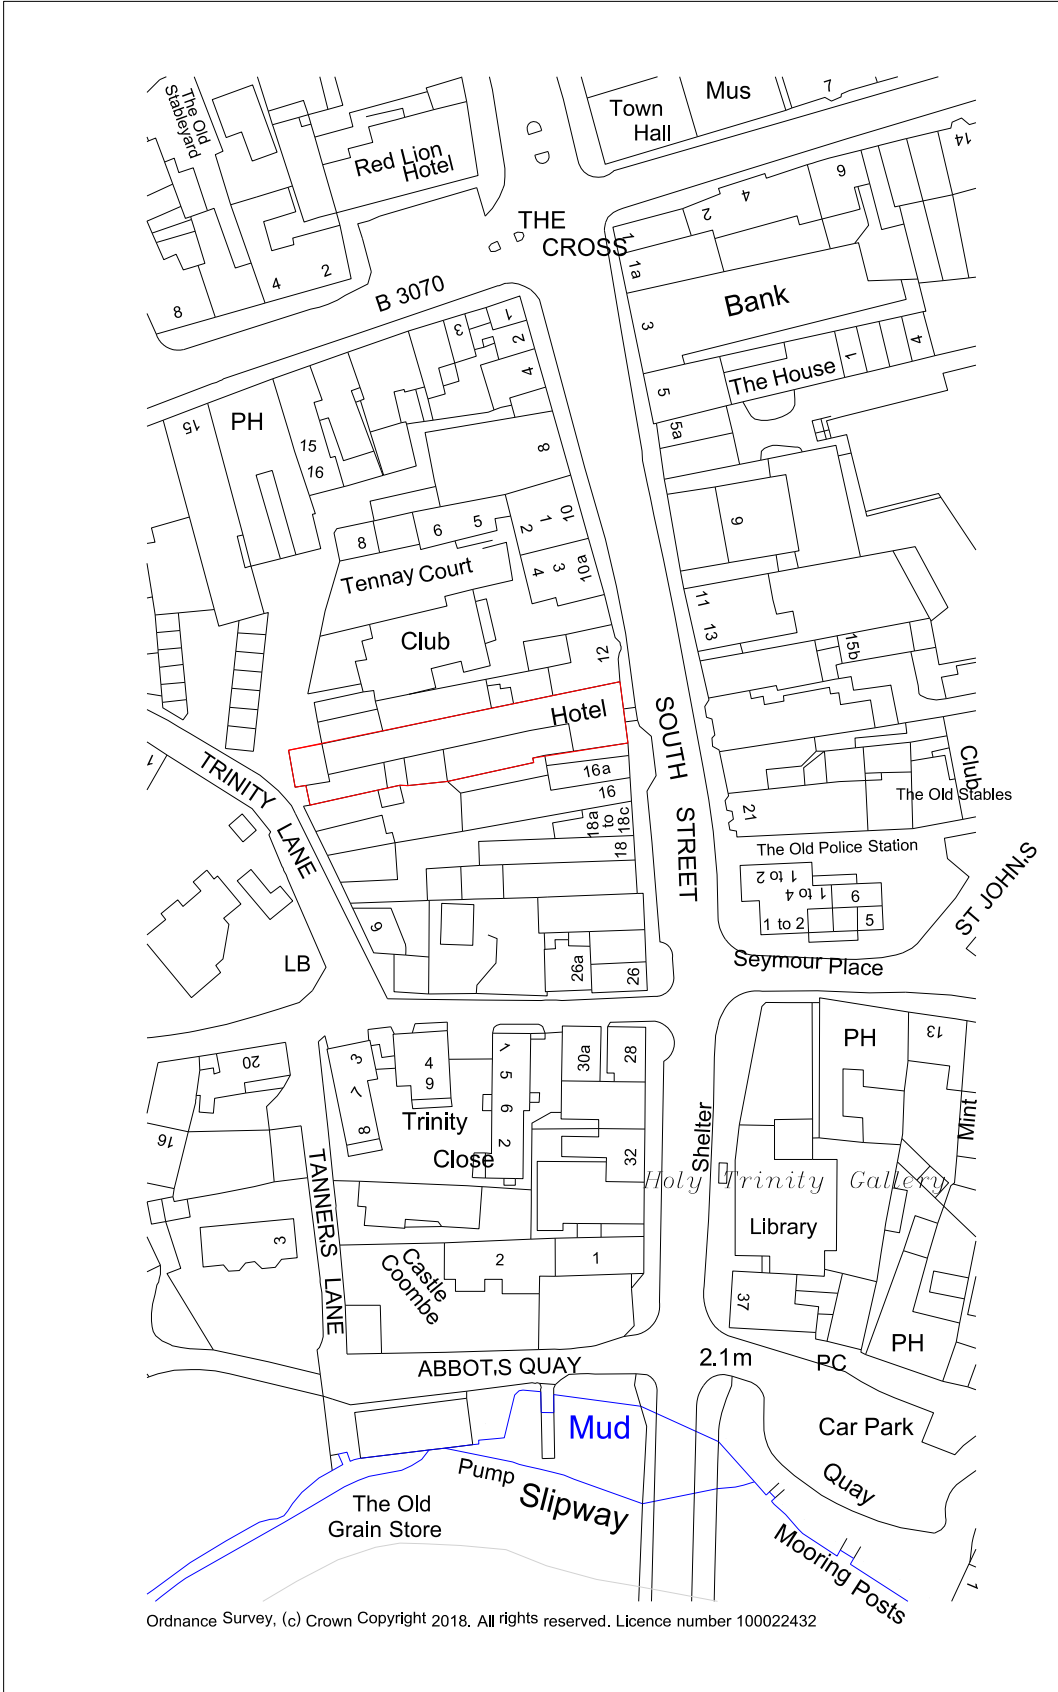 The Old
Stableyard
Red Lion
Hotel
Town
Hall
Mus
7
14
THE
CROSS
1
2
4
6
1a
Bank
3
8
4
2
B 3070
3
1
2
4
5
The House
1
4
5a
15
PH
15
16
8
9
8
6
5
2
1
10
Tennay Court
4
3
10a
11
13
Club
12
15b
Hotel
SOUTH STREET
TRINITY LANE
1
16a
16
18a
to
18c
18
Club
The Old Stables
21
The Old Police Station
1 to 2
1 to 4
6
1 to 2
5
ST JOHN,S
9
LB
26a
26
Seymour Place
20
3
7
8
4
9
1
5
6
2
30a
28
PH
13
16
Trinity
Close
32
Shelter
Mint
Holy Trinity Gallery
TANNER,S LANE
Library
3
Castle
Coombe
2
1
37
PH
ABBOT,S QUAY
2.1m
PC
Mud
Car Park
Pump
Slipway
Quay
The Old
Grain Store
Mooring Posts
1
Ordnance Survey, (c) Crown Copyright 2018. All rights reserved. Licence number 100022432